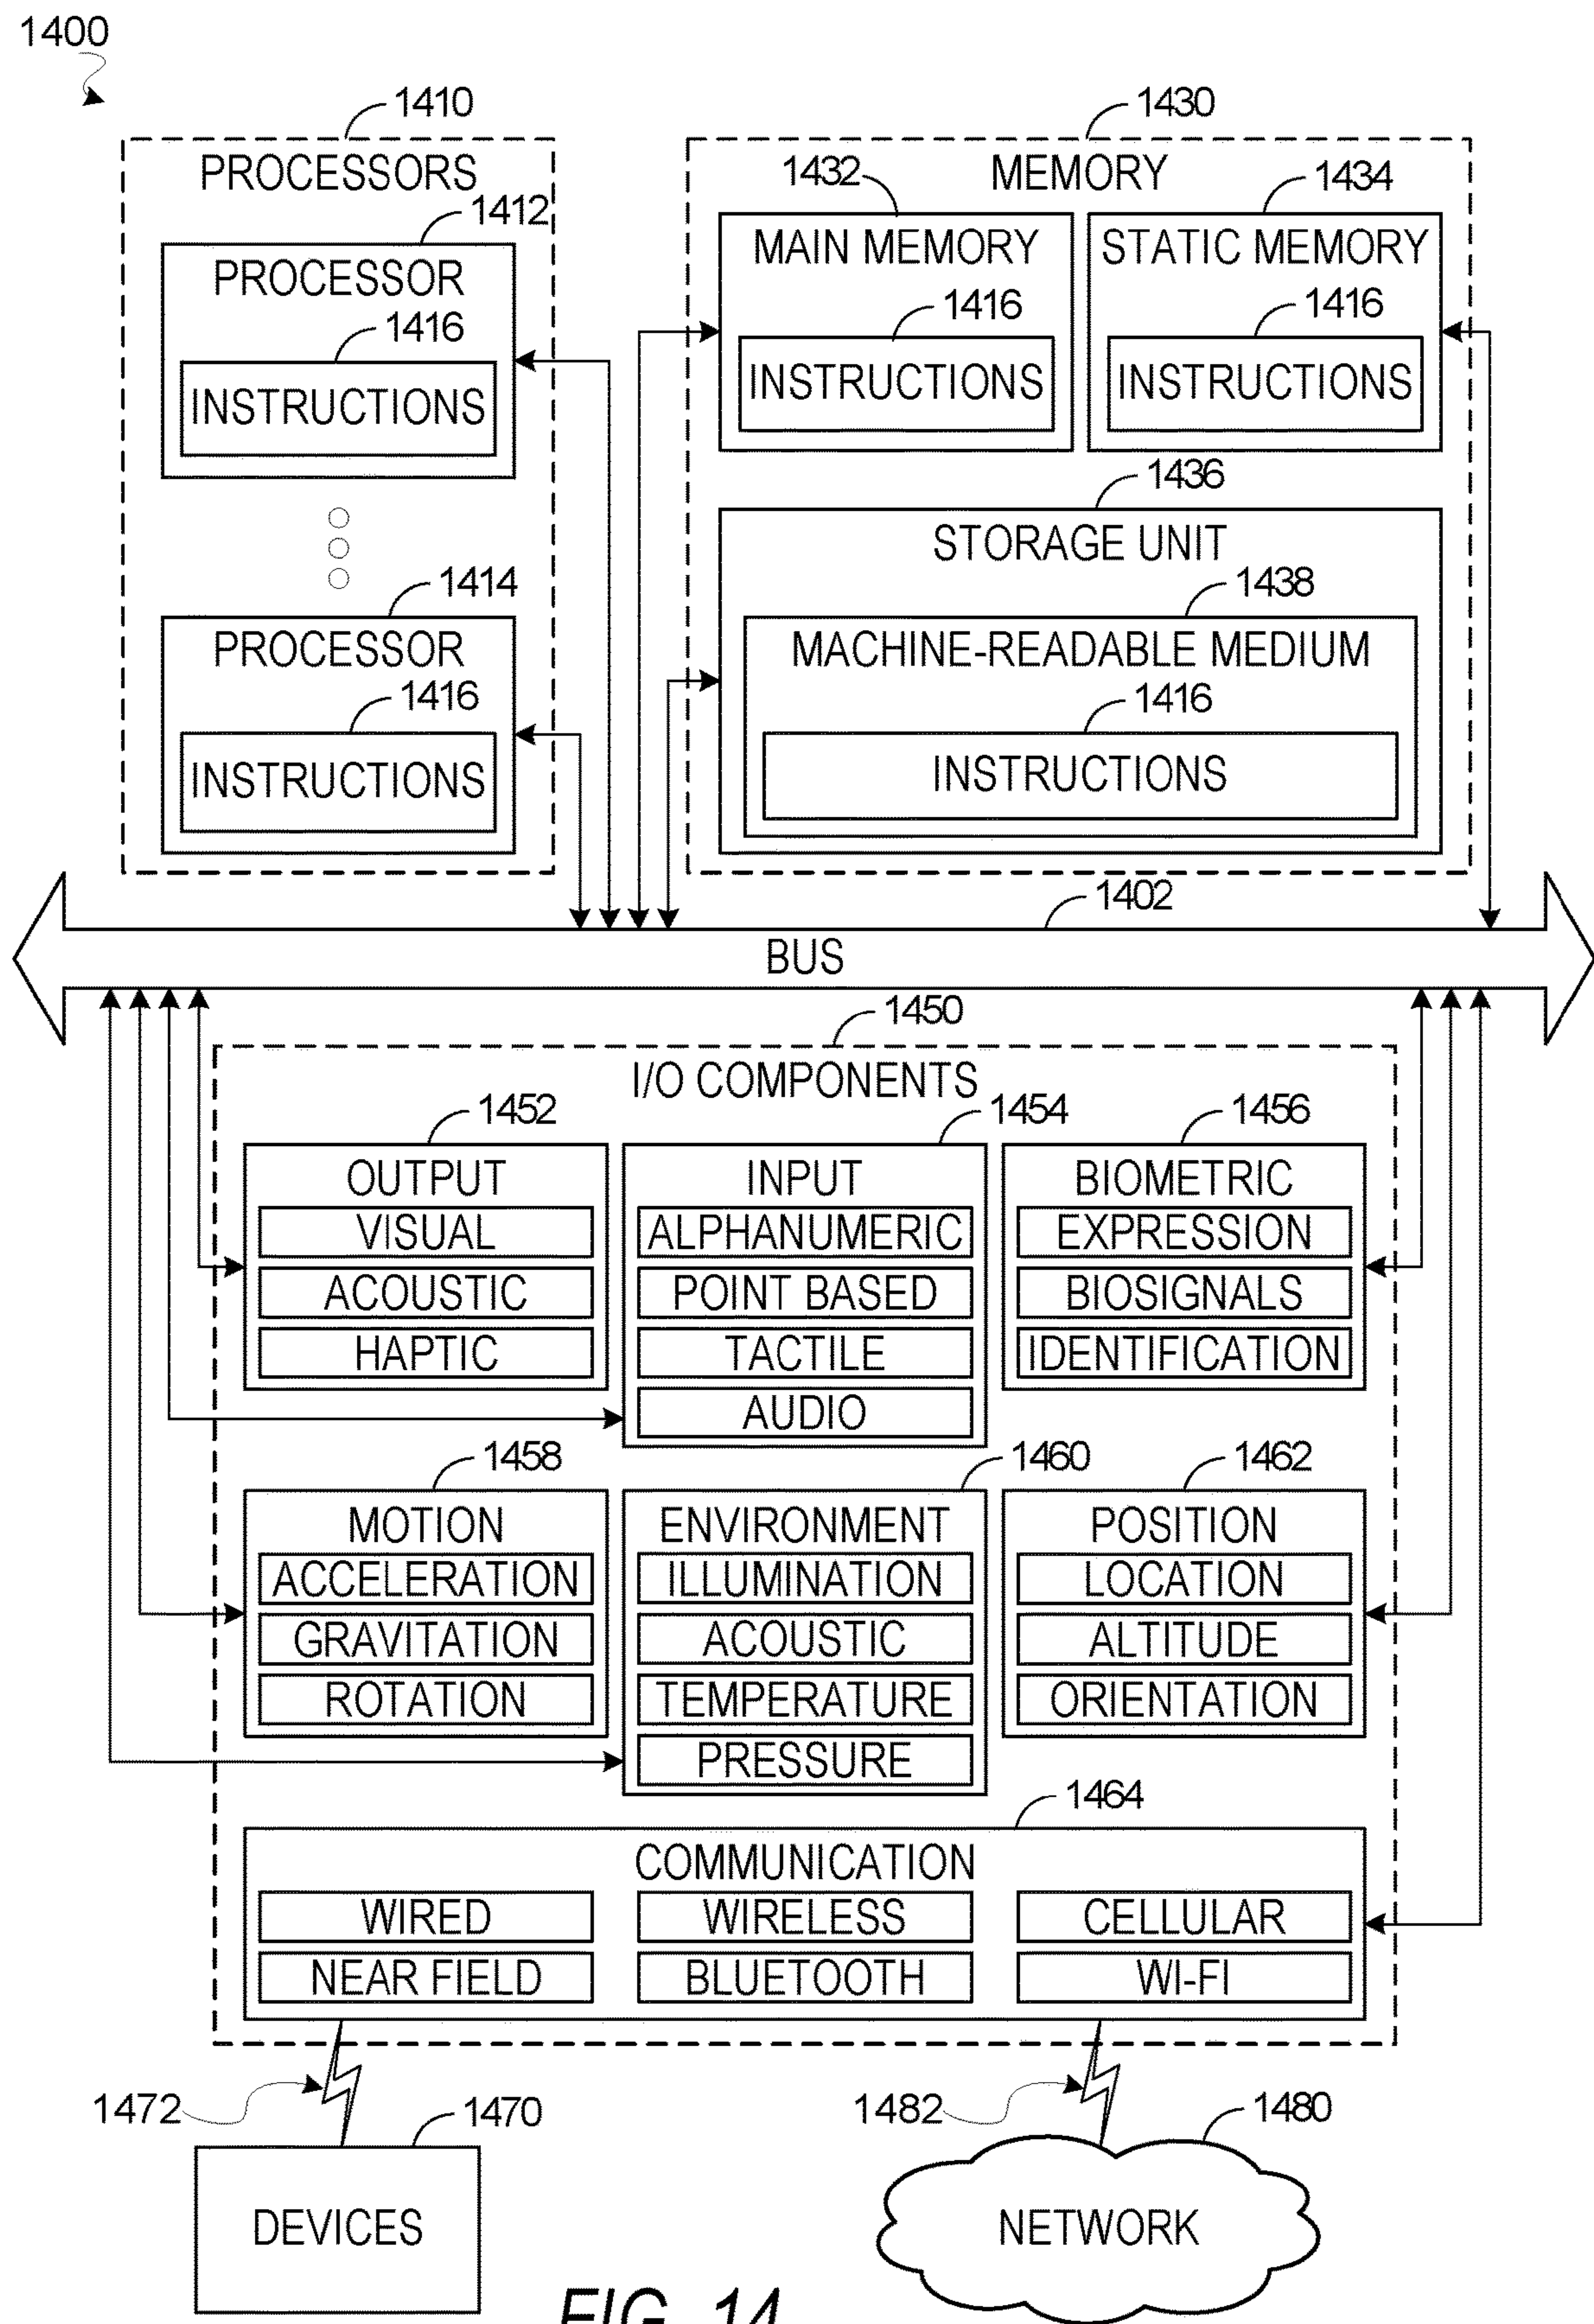 1400
1410
PROCESSORS
1412
PROCESSOR
1416
INSTRUCTIONS
1414
PROCESSOR
1416
INSTRUCTIONS
1430
MEMORY
1432
MAIN MEMORY
1416
INSTRUCTIONS
1434
STATIC MEMORY
1416
INSTRUCTIONS
1436
STORAGE UNIT
1438
MACHINE-READABLE MEDIUM
1416
INSTRUCTIONS
1402
BUS
1450
I/O COMPONENTS
1452
OUTPUT
VISUAL
ACOUSTIC
HAPTIC
1454
INPUT
ALPHANUMERIC
POINT BASED
TACTILE
AUDIO
1456
BIOMETRIC
EXPRESSION
BIOSIGNALS
IDENTIFICATION
1458
MOTION
ACCELERATION
GRAVITATION
ROTATION
1460
ENVIRONMENT
ILLUMINATION
ACOUSTIC
TEMPERATURE
PRESSURE
1462
POSITION
LOCATION
ALTITUDE
ORIENTATION
1464
COMMUNICATION
WIRED
WIRELESS
CELLULAR
NEAR FIELD
BLUETOOTH
WI-FI
1472
1470
DEVICES
1482
1480
NETWORK
FIG. 14